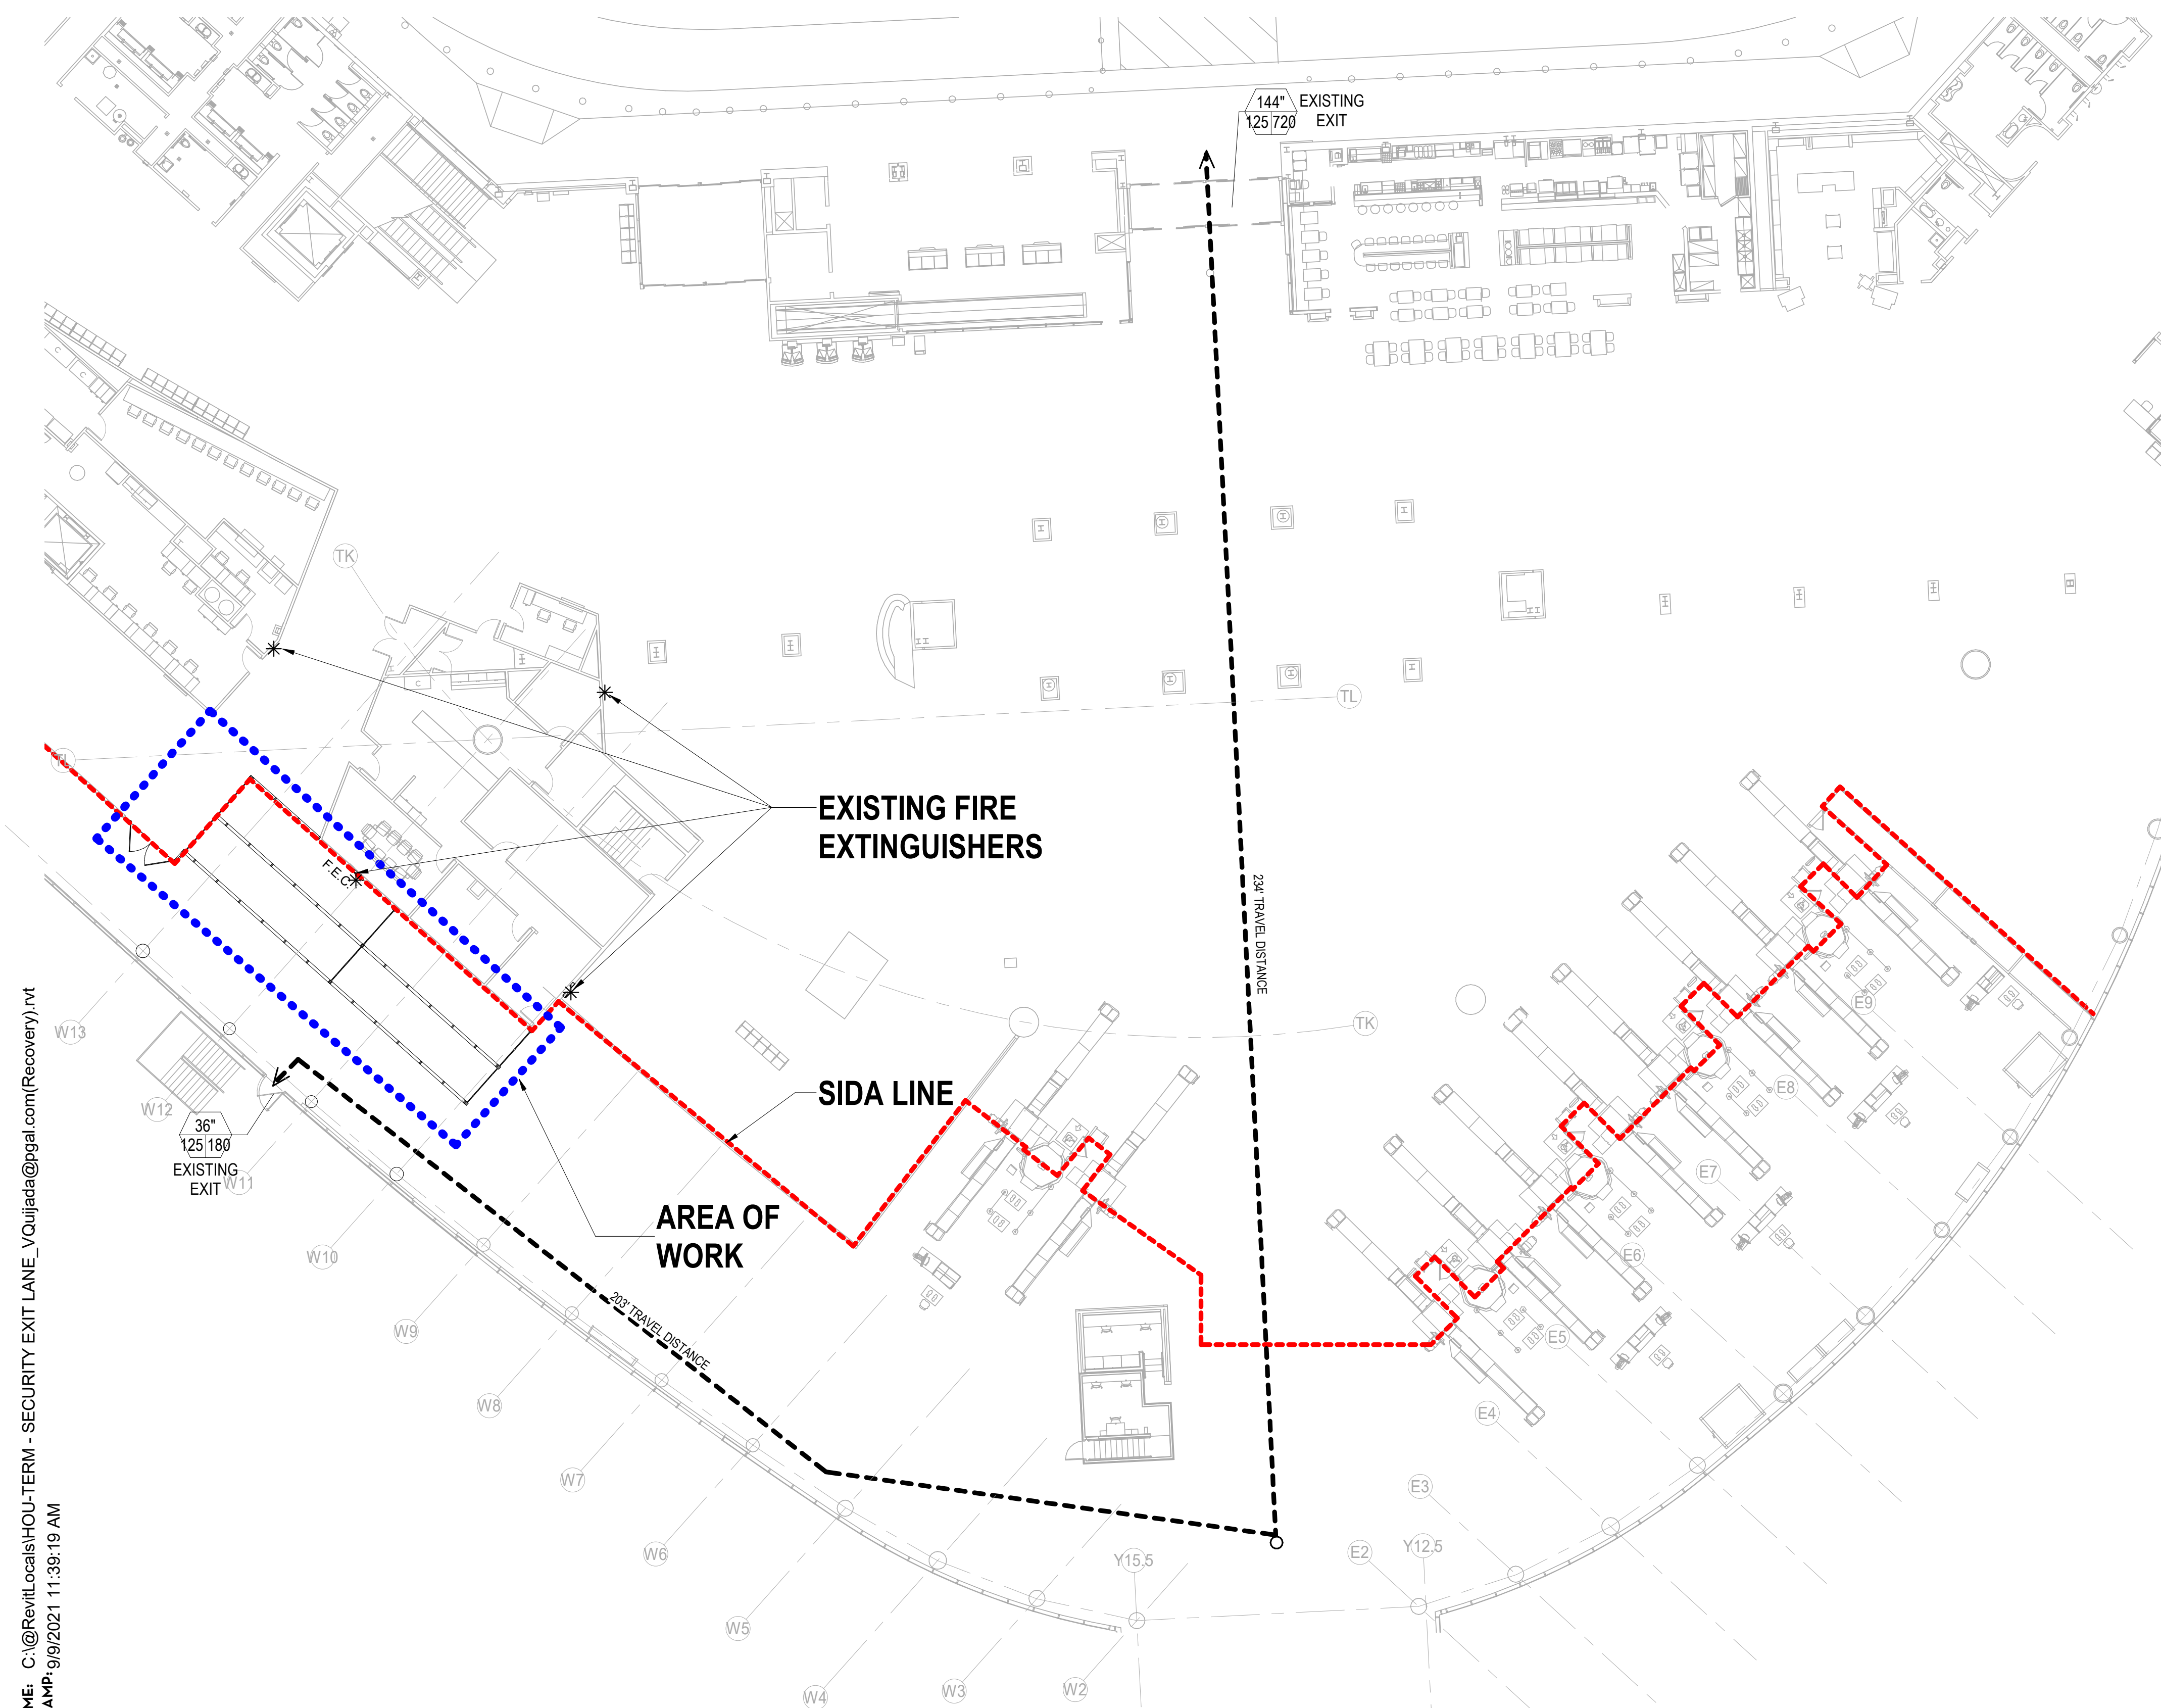 144"
125 720
EXISTING
EXIT
TK
TL
TL
EXISTING FIRE
EXTINGUISHERS
F.E.C.
234' TRAVEL DISTANCE
TK
SIDA LINE
W13
W12
36"
125 180
EXISTING
EXIT
W11
AREA OF
WORK
W10
W9
W8
W7
W6
W5
W4
W3
W2
203' TRAVEL DISTANCE
Y15.5
E2
Y12.5
E3
E4
E5
E6
E7
E8
E9
C
C
C
ME: C:\@RevitLocals\HOU-TERM - SECURITY EXIT LANE_VQuijada@pgal.com(Recovery).rvt
AMP: 9/9/2021 11:39:19 AM